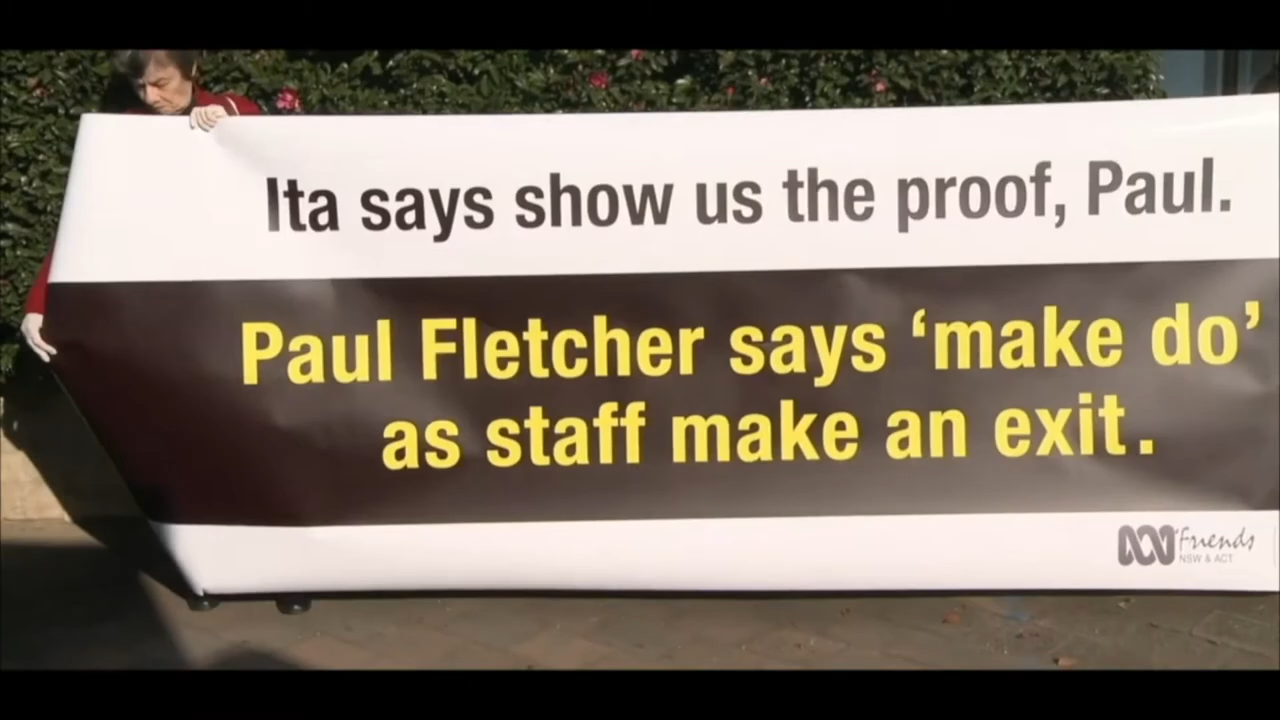 Ita says show us the proof, Paul.
Paul Fletcher says ‘make do’
as staff make an exit.
Friends
NSW & ACT